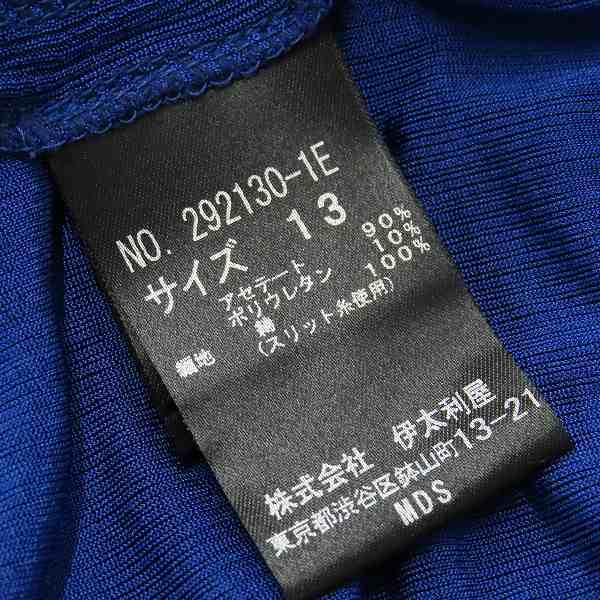 NO. 292130-1E
サイズ 13
アセテート 90%
ポリウレタン 10%
綿 100%
(スリット糸使用)
株式会社 伊太利屋
東京都渋谷区鉢山町13-21
MDS